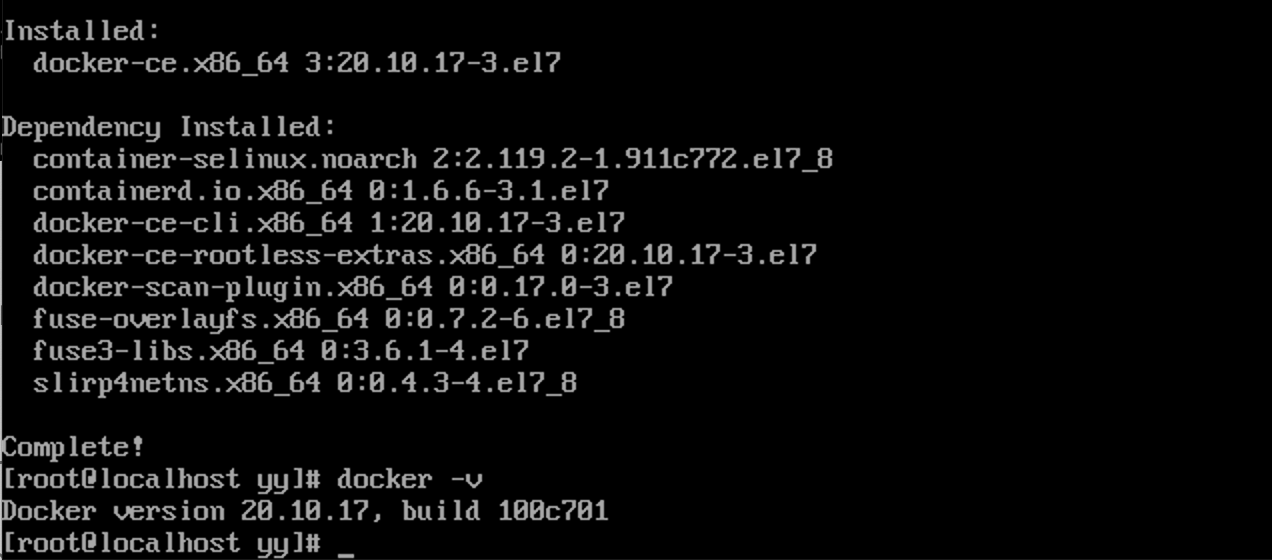 Installed:
docker-ce.x86_64 3:20.10.17-3.el7
Dependency Installed:
container-selinux.noarch 2:2.119.2-1.911c772.el7_8
containerd.io.x86_64 0:1.6.6-3.1.el7
docker-ce-cli.x86_64 1:20.10.17-3.el7
docker-ce-rootless-extras.x86_64 0:20.10.17-3.el7
docker-scan-plugin.x86_64 0:0.17.0-3.el7
fuse-overlayfs.x86_64 0:0.7.2-6.el7_8
fuse3-libs.x86_64 0:3.6.1-4.el7
slirp4netns.x86_64 0:0.4.3-4.el7_8
Complete!
[root@localhost yy]# docker -v
Docker version 20.10.17, build 100c701
[root@localhost yy]# _